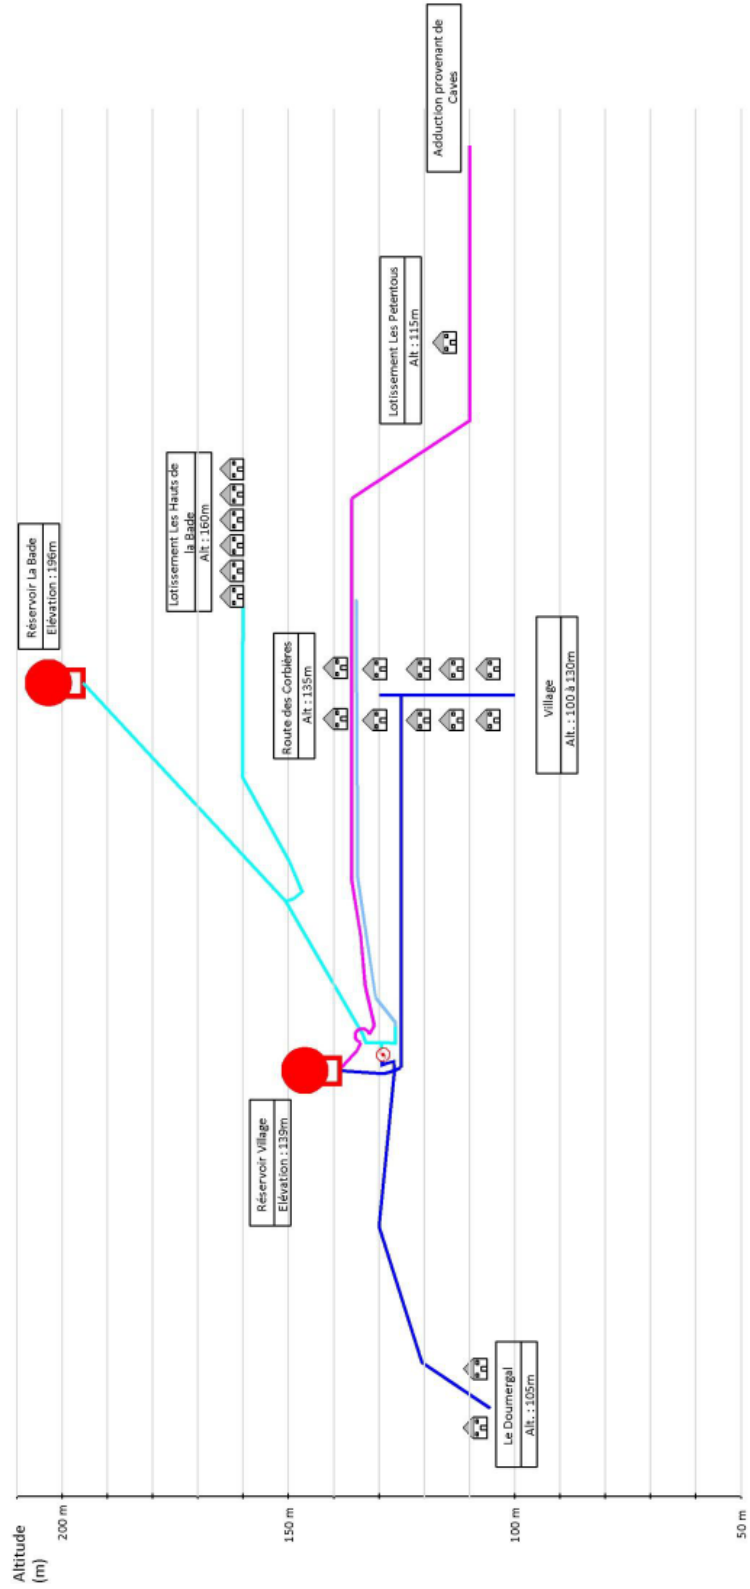 Altitude
(m)
200 m
150 m
100 m
50 m
Réservoir La Bade
Elévation : 196m
Lotissement Les Hauts de
la Bade
Alt : 160m
Réservoir Village
Elévation : 139m
Route des Corbières
Alt : 135m
Lotissement Les Petentous
Alt : 115m
Adduction provenant de
Caves
Le Doumergal
Alt. : 105m
Village
Alt. : 100 à 130m